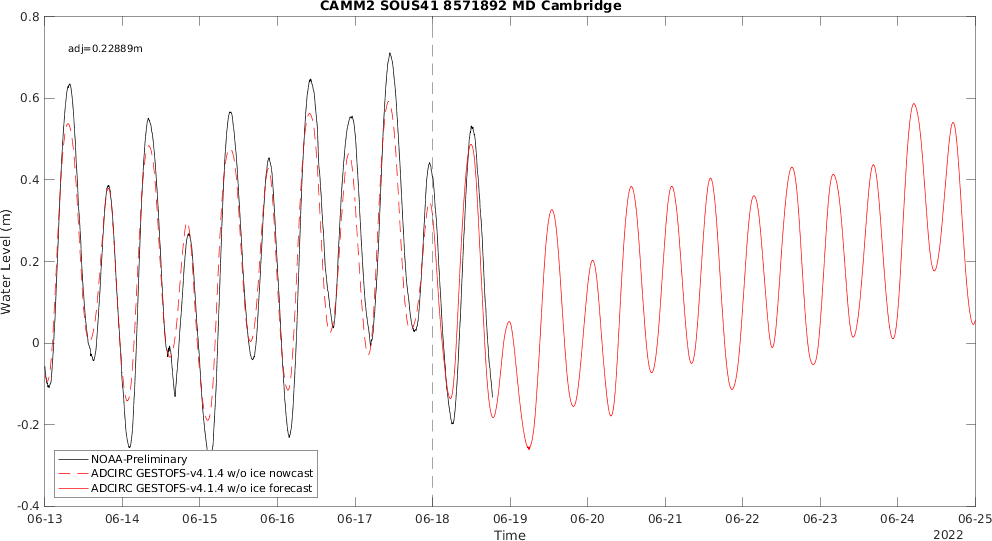 CAMM2 SOUS41 8571892 MD Cambridge
adj=0.22889m
Water Level (m)
0.8
0.6
0.4
0.2
0
-0.2
-0.4
NOAA-Preliminary
ADCIRC GESTOFS-v4.1.4 w/o ice nowcast
ADCIRC GESTOFS-v4.1.4 w/o ice forecast
06-13 06-14 06-15 06-16 06-17 06-18 06-19 06-20 06-21 06-22 06-23 06-24 06-25
Time
2022